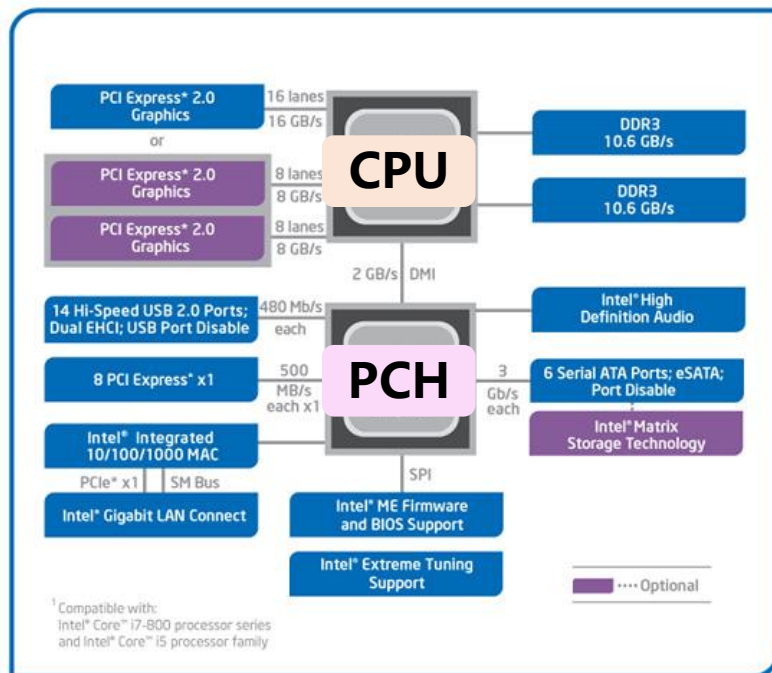 PCI Express* 2.0
Graphics
16 lanes
16 GB/s
or
PCI Express* 2.0
Graphics
8 lanes
8 GB/s
PCI Express* 2.0
Graphics
8 lanes
8 GB/s
CPU
DDR3
10.6 GB/s
DDR3
10.6 GB/s
2 GB/s DMI
14 Hi-Speed USB 2.0 Ports;
Dual EHCI; USB Port Disable
480 Mb/s
each
Intel® High
Definition Audio
8 PCI Express* x1
500
MB/s
each x1
PCH
3
Gb/s
each
6 Serial ATA Ports; eSATA;
Port Disable
Intel® Matrix
Storage Technology
Intel® Integrated
10/100/1000 MAC
PCIe* x1
SM Bus
Intel® Gigabit LAN Connect
SPI
Intel® ME Firmware
and BIOS Support
Intel® Extreme Tuning
Support
Optional
¹Compatible with:
Intel® Core™ i7-800 processor series
and Intel® Core™ i5 processor family